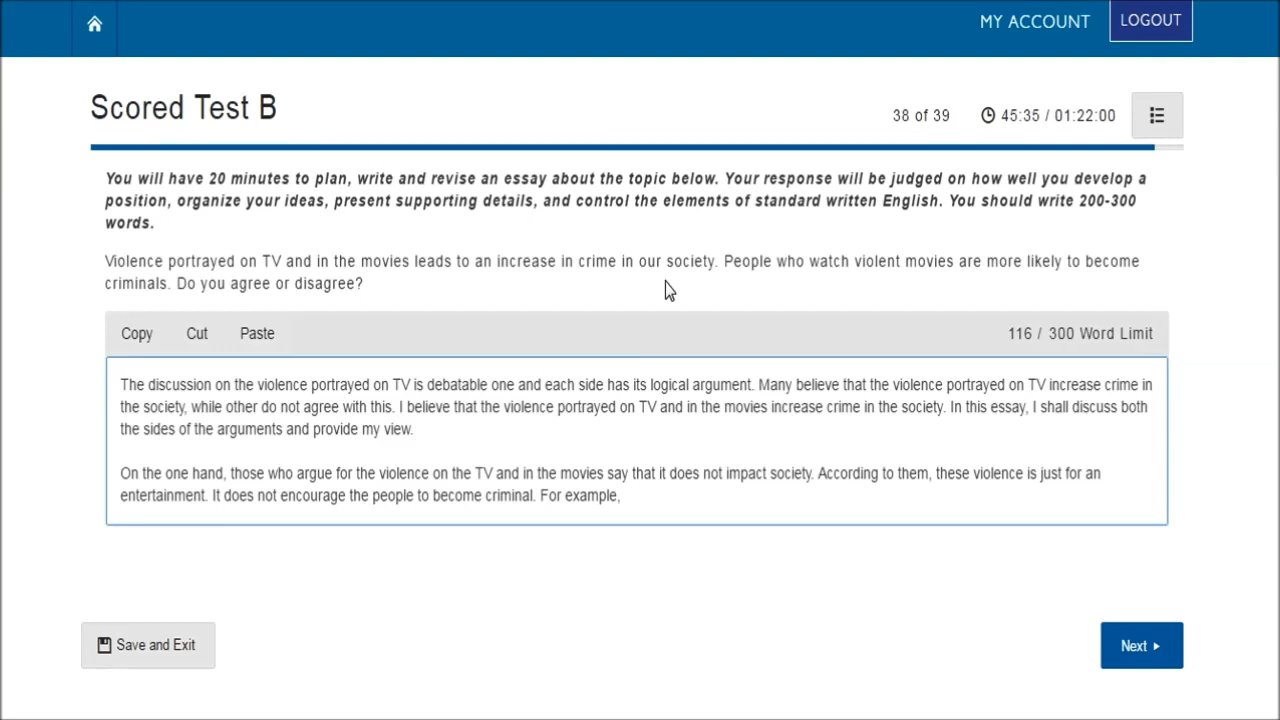 MY ACCOUNT
LOGOUT
Scored Test B
38 of 39
45:35 / 01:22:00
You will have 20 minutes to plan, write and revise an essay about the topic below. Your response will be judged on how well you develop a
position, organize your ideas, present supporting details, and control the elements of standard written English. You should write 200-300
words.
Violence portrayed on TV and in the movies leads to an increase in crime in our society. People who watch violent movies are more likely to become
criminals. Do you agree or disagree?
Copy Cut Paste
116 / 300 Word Limit
The discussion on the violence portrayed on TV is debatable one and each side has its logical argument. Many believe that the violence portrayed on TV increase crime in
the society, while other do not agree with this. I believe that the violence portrayed on TV and in the movies increase crime in the society. In this essay, I shall discuss both
the sides of the arguments and provide my view.
On the one hand, those who argue for the violence on the TV and in the movies say that it does not impact society. According to them, these violence is just for an
entertainment. It does not encourage the people to become criminal. For example,
Save and Exit
Next